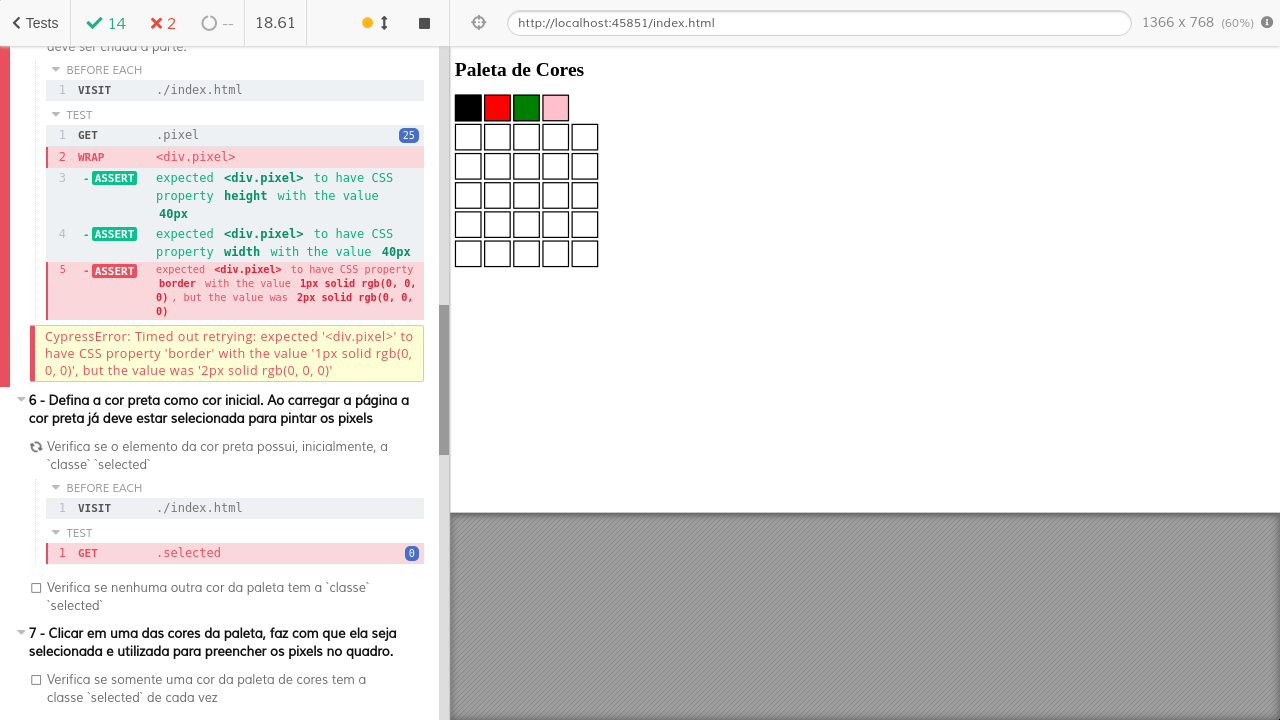 Tests
14
2
--
18.61
deve ser criada à parte.
BEFORE EACH
1 VISIT ./index.html
TEST
1 GET .pixel 25
2 WRAP <div.pixel>
3 -ASSERT expected <div.pixel> to have CSS
property height with the value
40px
4 -ASSERT expected <div.pixel> to have CSS
property width with the value 40px
5 -ASSERT expected <div.pixel> to have CSS property
border with the value 1px solid rgb(0, 0,
0) , but the value was 2px solid rgb(0, 0,
0)
CypressError: Timed out retrying: expected '<div.pixel>' to
have CSS property 'border' with the value '1px solid rgb(0,
0, 0)', but the value was '2px solid rgb(0, 0, 0)'
6 - Defina a cor preta como cor inicial. Ao carregar a página a
cor preta já deve estar selecionada para pintar os pixels
Verifica se o elemento da cor preta possui, inicialmente, a
`classe` `selected`
BEFORE EACH
1 VISIT ./index.html
TEST
1 GET .selected 0
Verifica se nenhuma outra cor da paleta tem a `classe`
`selected`
7 - Clicar em uma das cores da paleta, faz com que ela seja
selecionada e utilizada para preencher os pixels no quadro.
Verifica se somente uma cor da paleta de cores tem a
classe `selected` de cada vez
http://localhost:45851/index.html
1366 x 768 (60%)
Paleta de Cores